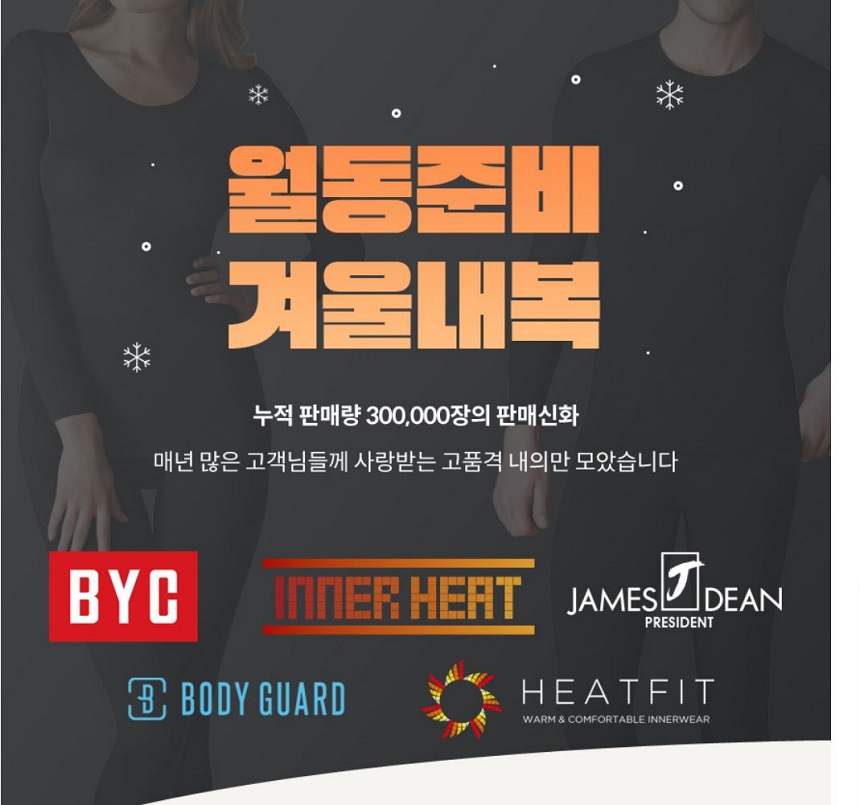 월동준비
겨울내복
누적 판매량 300,000장의 판매신화
매년 많은 고객님들께 사랑받는 고품격 내의만 모았습니다
BYC
INNER HEAT
JAMES J DEAN
PRESIDENT
B BODY GUARD
HEATFIT
WARM & COMFORTABLE INNERWEAR